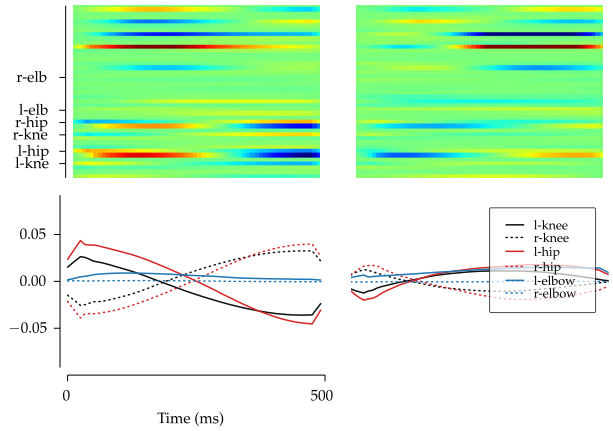 r-elb
l-elb
r-hip
r-kne
l-hip
l-kne
0.05
0.00
−0.05
0
500
Time (ms)
l-knee
r-knee
l-hip
r-hip
l-elbow
r-elbow